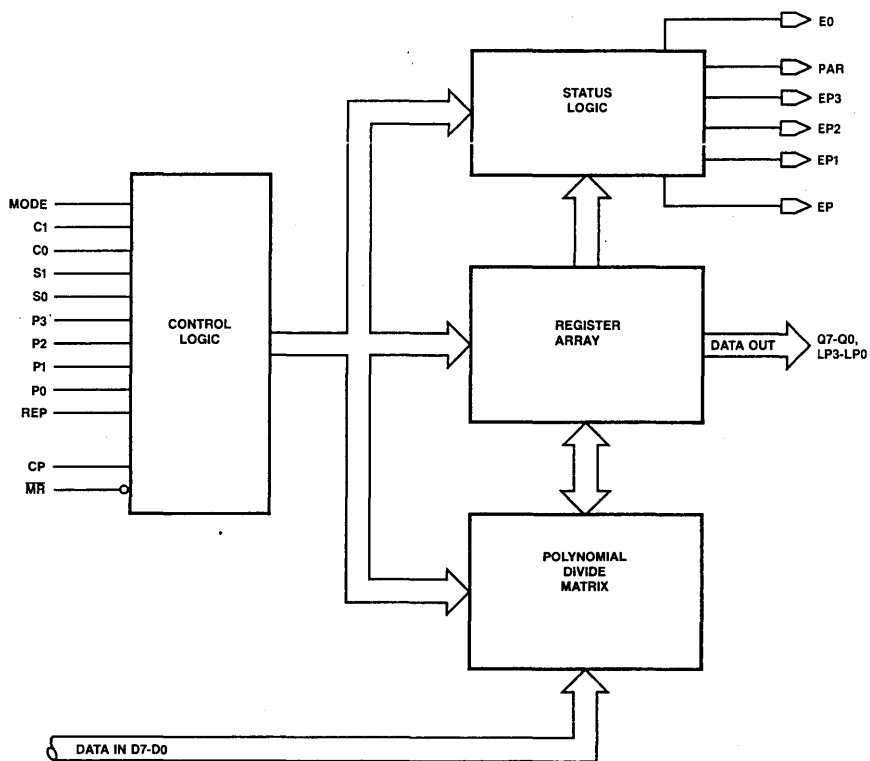 E0
PAR
EP3
EP2
EP1
EP
STATUS
LOGIC
MODE
C1
C0
S1
S0
P3
P2
P1
P0
REP
CP
MR
CONTROL
LOGIC
REGISTER
ARRAY
DATA OUT
Q7-Q0,
LP3-LP0
POLYNOMIAL
DIVIDE
MATRIX
DATA IN D7-D0